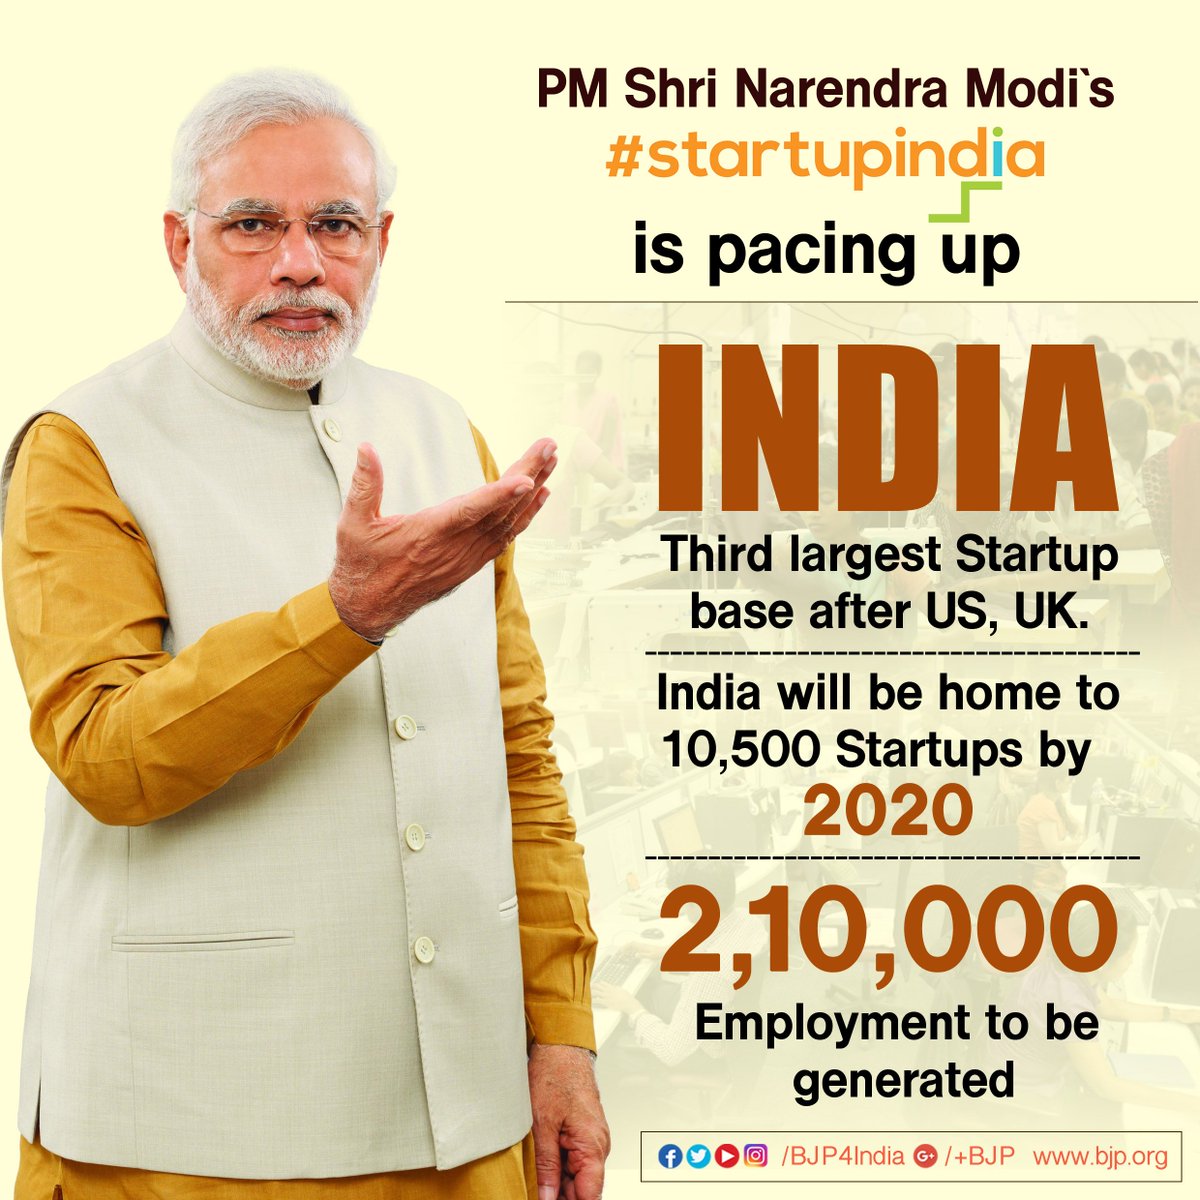 PM Shri Narendra Modi`s
#startupindia
is pacing up
INDIA
Third largest Startup
base after US, UK.
India will be home to
10,500 Startups by
2020
2,10,000
Employment to be
generated
/BJP4India /+BJP www.bjp.org